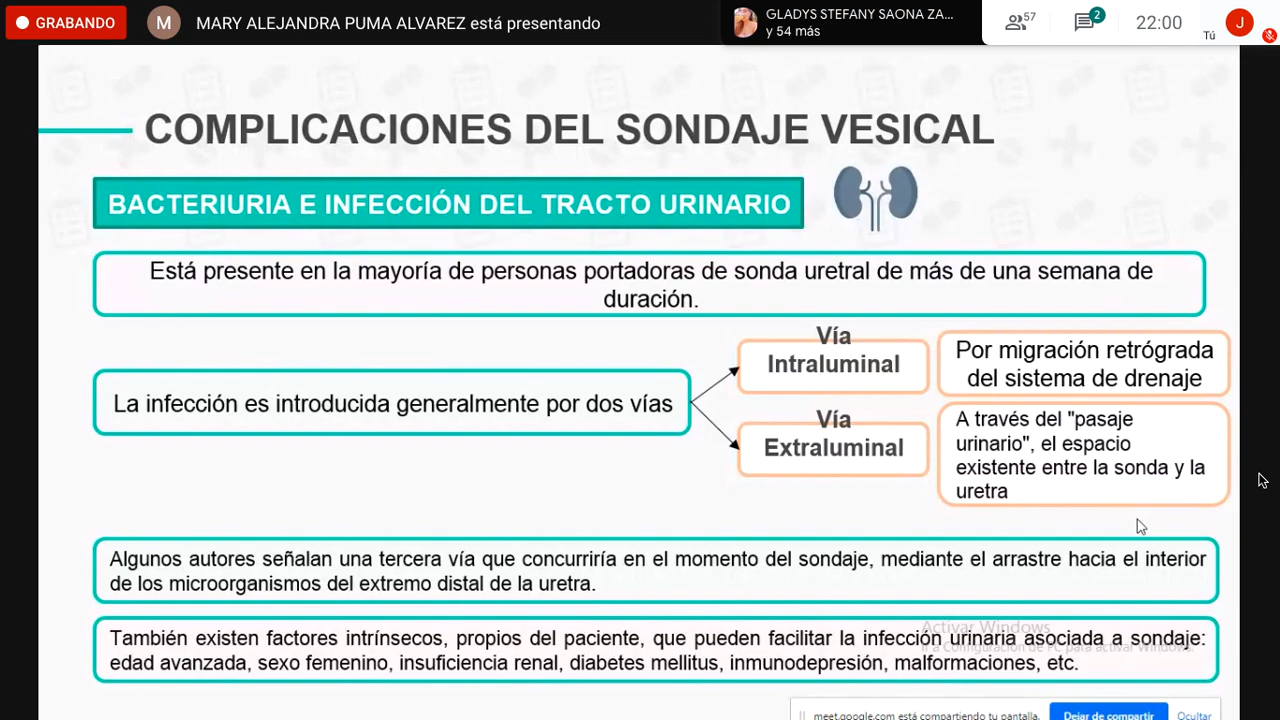 GRABANDO
M
MARY ALEJANDRA PUMA ALVAREZ está presentando
GLADYS STEFANY SAONA ZA...
y 54 más
57
2
22:00
Tú
J
COMPLICACIONES DEL SONDAJE VESICAL
BACTERIURIA E INFECCIÓN DEL TRACTO URINARIO
Está presente en la mayoría de personas portadoras de sonda uretral de más de una semana de
duración.
La infección es introducida generalmente por dos vías
Vía
Intraluminal
Por migración retrógrada
del sistema de drenaje
Vía
Extraluminal
A través del "pasaje
urinario", el espacio
existente entre la sonda y la
uretra
Algunos autores señalan una tercera vía que concurriría en el momento del sondaje, mediante el arrastre hacia el interior
de los microorganismos del extremo distal de la uretra.
También existen factores intrínsecos, propios del paciente, que pueden facilitar la infección urinaria asociada a sondaje:
edad avanzada, sexo femenino, insuficiencia renal, diabetes mellitus, inmunodepresión, malformaciones, etc.
Activar Windows
Ir a Configuración de PC para activar Windows.
meet.google.com está compartiendo tu pantalla.
Dejar de compartir
Ocultar